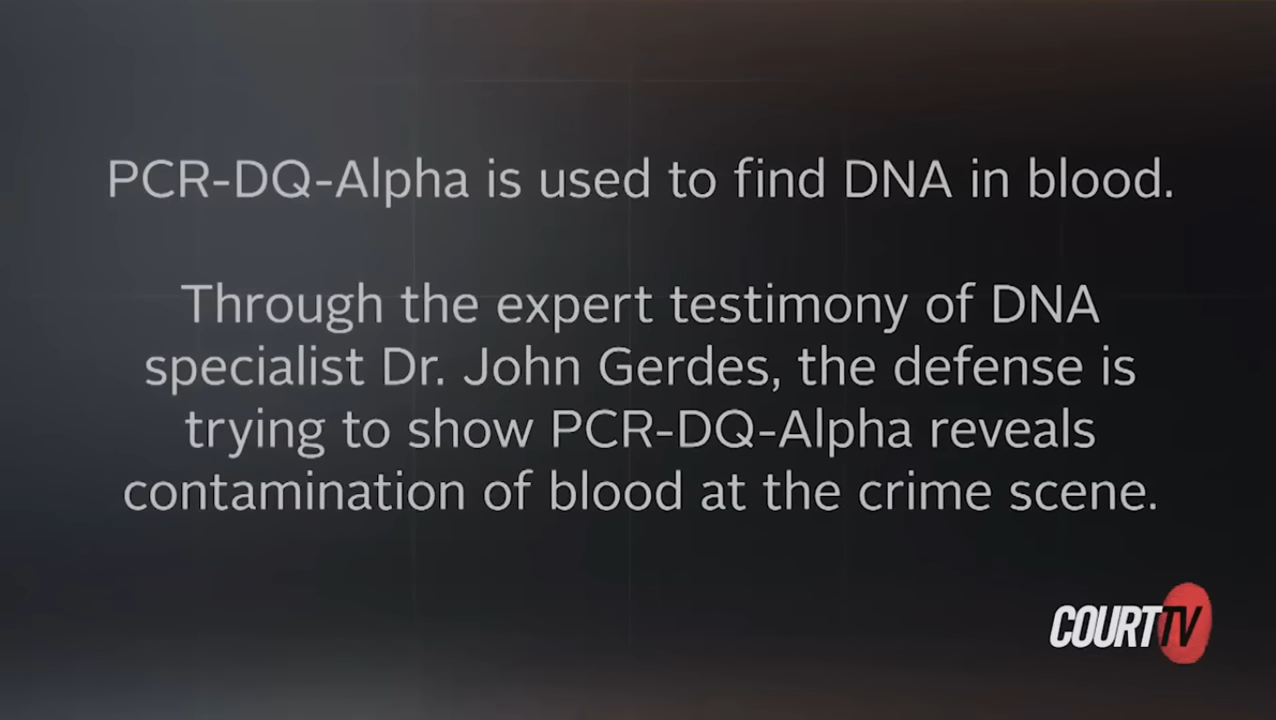 PCR-DQ-Alpha is used to find DNA in blood.
Through the expert testimony of DNA
specialist Dr. John Gerdes, the defense is
trying to show PCR-DQ-Alpha reveals
contamination of blood at the crime scene.
COURT TV